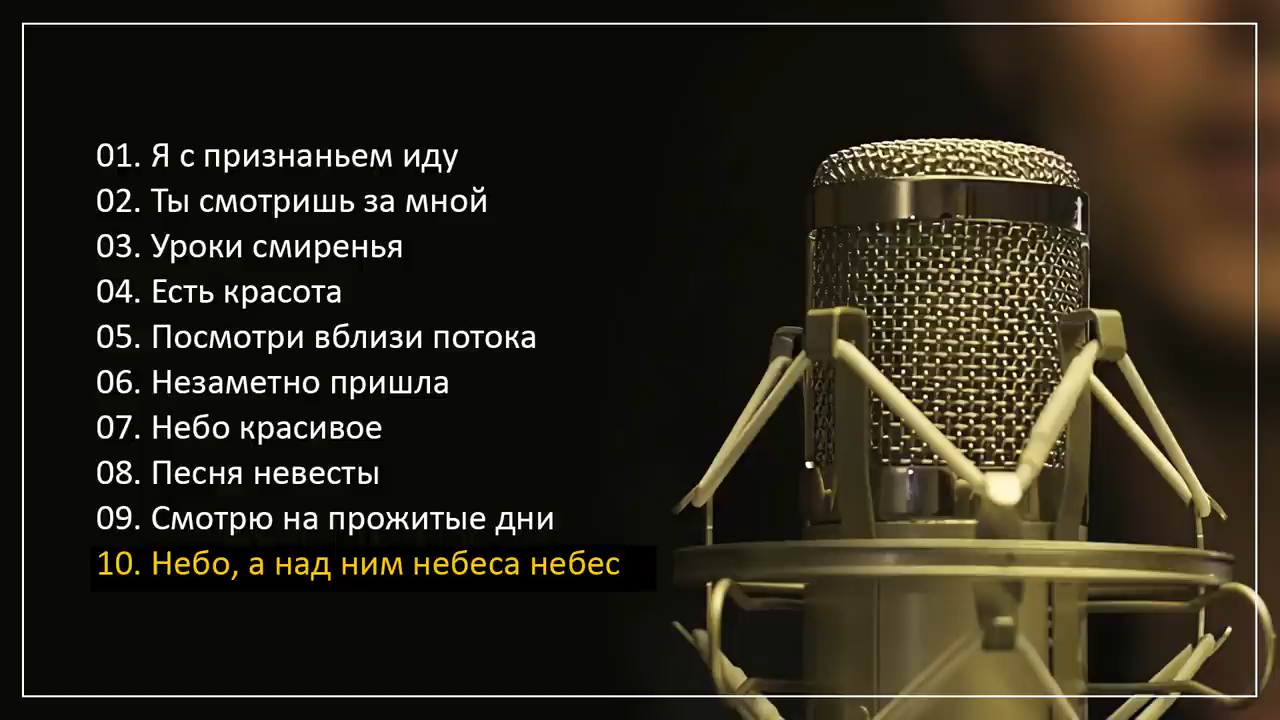 01. Я с признаньем иду
02. Ты смотришь за мной
03. Уроки смиренья
04. Есть красота
05. Посмотри вблизи потока
06. Незаметно пришла
07. Небо красивое
08. Песня невесты
09. Смотрю на прожитые дни
10. Небо, а над ним небеса небес